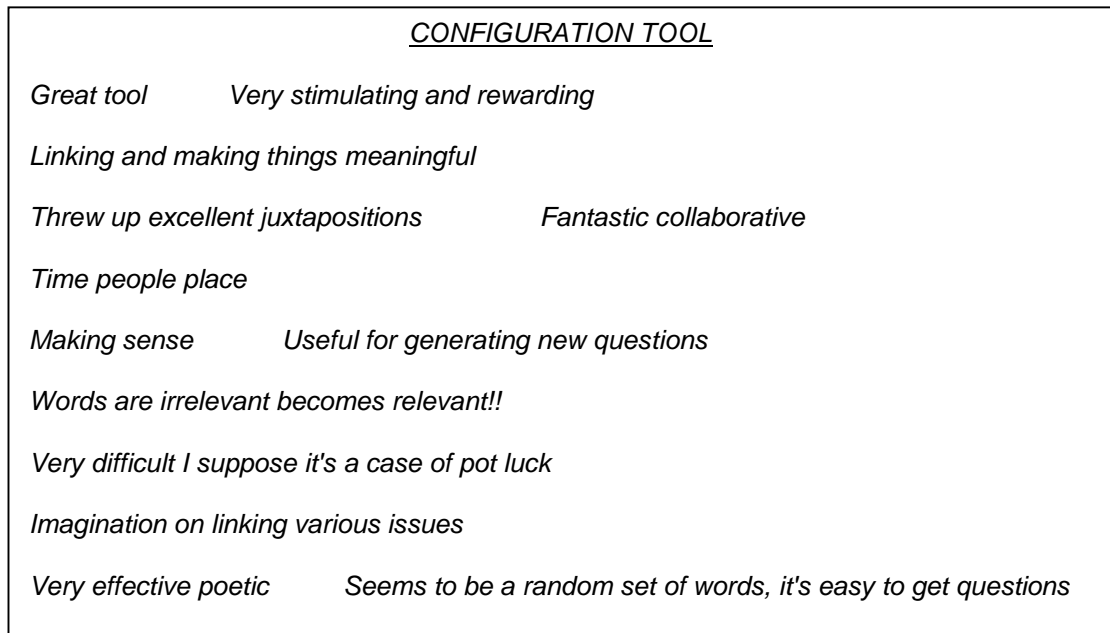 CONFIGURATION TOOL
Great tool Very stimulating and rewarding
Linking and making things meaningful
Threw up excellent juxtapositions Fantastic collaborative
Time people place
Making sense Useful for generating new questions
Words are irrelevant becomes relevant!!
Very difficult I suppose it's a case of pot luck
Imagination on linking various issues
Very effective poetic Seems to be a random set of words, it's easy to get questions